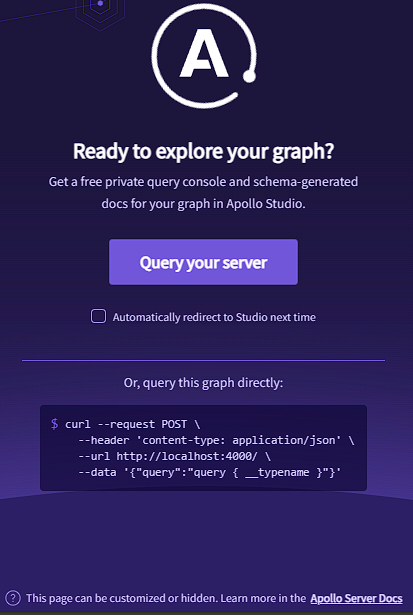 A
Ready to explore your graph?
Get a free private query console and schema-generated
docs for your graph in Apollo Studio.
Query your server
Automatically redirect to Studio next time
Or, query this graph directly:
$ curl --request POST \
--header 'content-type: application/json' \
--url http://localhost:4000/ \
--data '{"query":"query { __typename }"}'
? This page can be customized or hidden. Learn more in the Apollo Server Docs